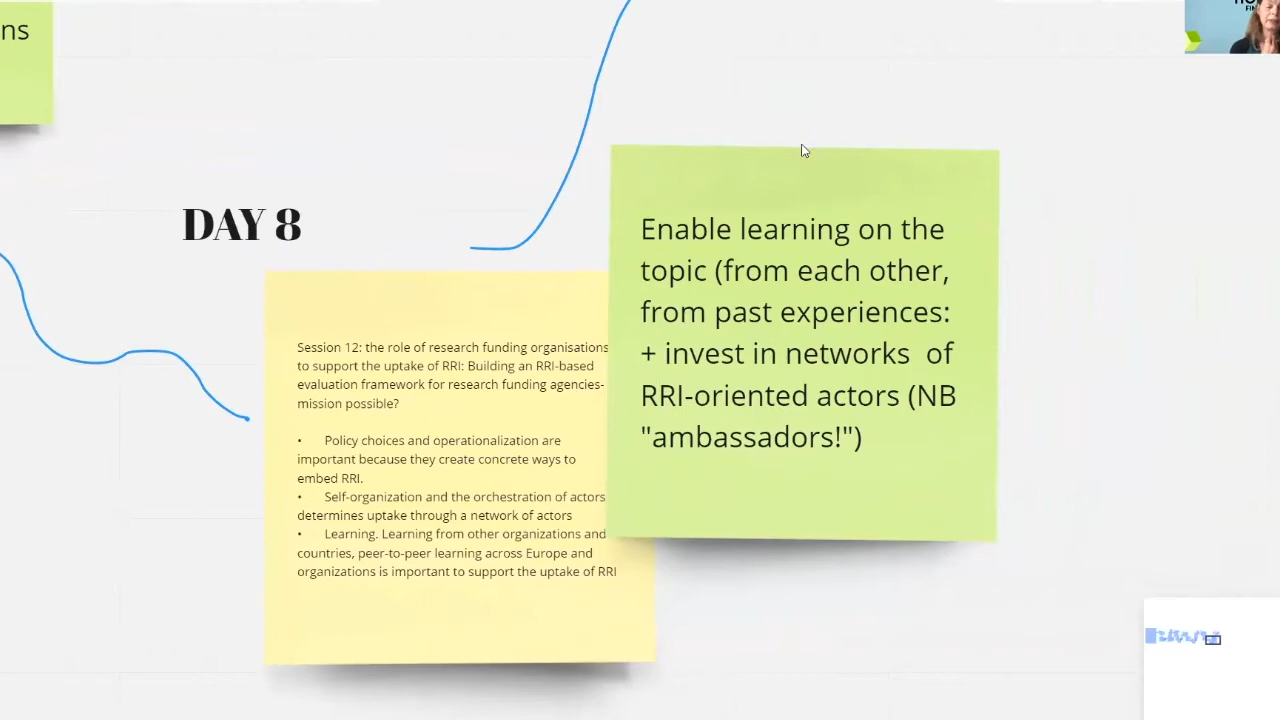 ns
DAY 8
Session 12: the role of research funding organisations
to support the uptake of RRI: Building an RRI-based
evaluation framework for research funding agencies-
mission possible?
• Policy choices and operationalization are
important because they create concrete ways to
embed RRI.
• Self-organization and the orchestration of actors
determines uptake through a network of actors
• Learning. Learning from other organizations and
countries, peer-to-peer learning across Europe and
organizations is important to support the uptake of RRI
Enable learning on the
topic (from each other,
from past experiences:
+ invest in networks of
RRI-oriented actors (NB
"ambassadors!")